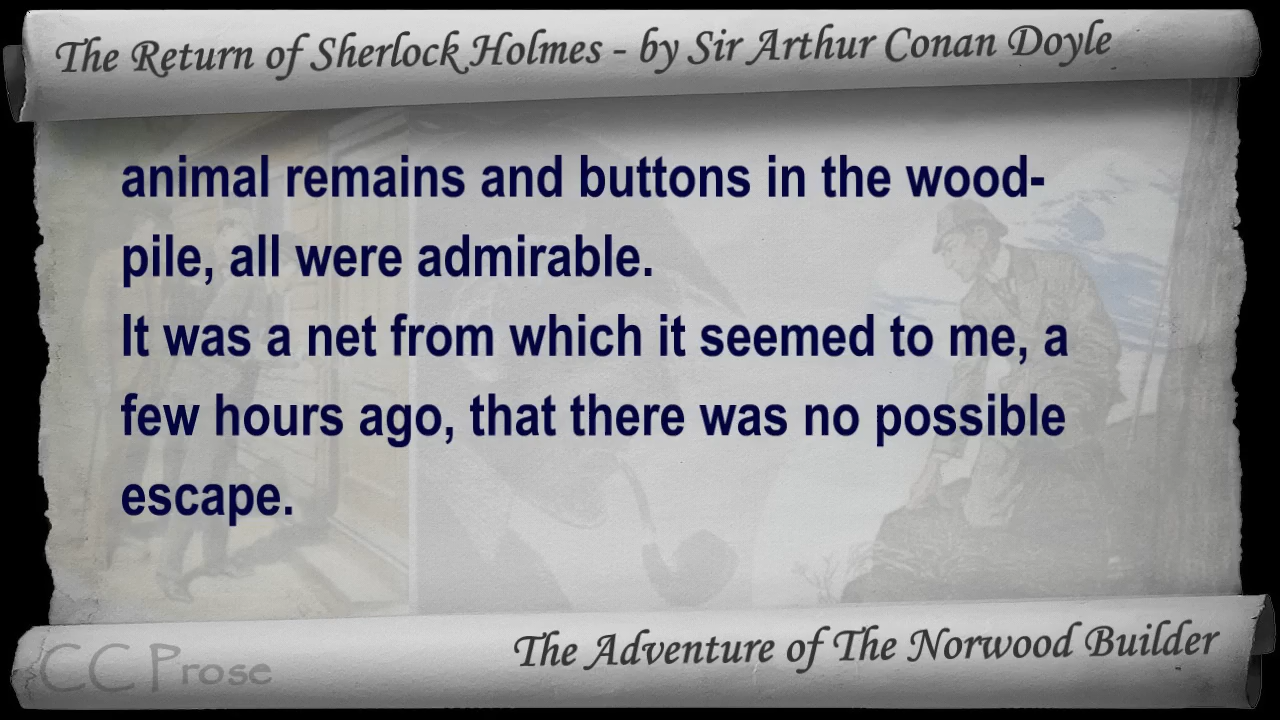 The Return of Sherlock Holmes - by Sir Arthur Conan Doyle
animal remains and buttons in the wood-
pile, all were admirable.
It was a net from which it seemed to me, a
few hours ago, that there was no possible
escape.
The Adventure of The Norwood Builder
CC Prose